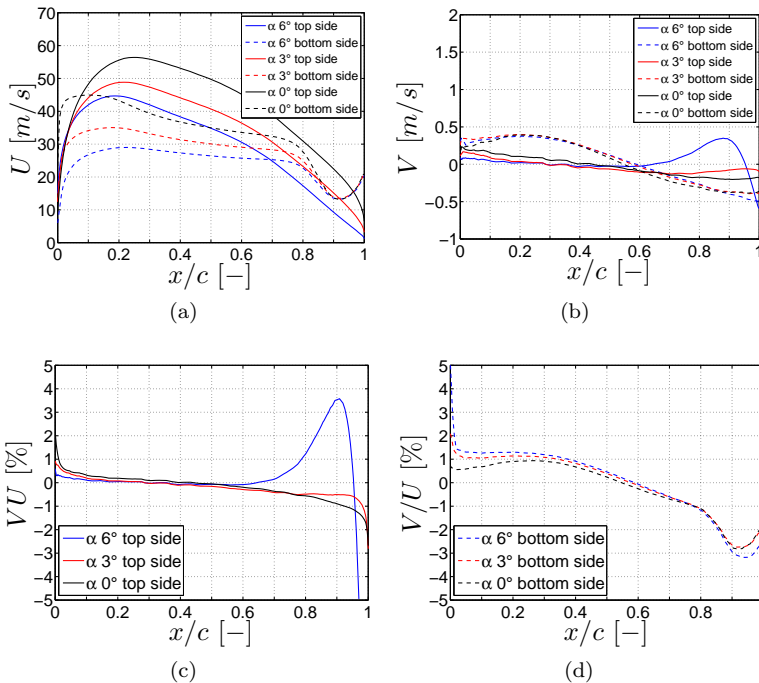 70
60
50
40
30
20
10
0
U [m/s]
α 6° top side
α 6° bottom side
α 3° top side
α 3° bottom side
α 0° top side
α 0° bottom side
0 0.2 0.4 0.6 0.8 1
x/c [−]
(a)
2
1.5
1
0.5
0
−0.5
−1
V [m/s]
α 6° top side
α 6° bottom side
α 3° top side
α 3° bottom side
α 0° top side
α 0° bottom side
0 0.2 0.4 0.6 0.8 1
x/c [−]
(b)
5
4
3
2
1
0
−1
−2
−3
−4
−5
VU [%]
α 6° top side
α 3° top side
α 0° top side
0 0.2 0.4 0.6 0.8 1
x/c [−]
(c)
5
4
3
2
1
0
−1
−2
−3
−4
−5
V/U [%]
α 6° bottom side
α 3° bottom side
α 0° bottom side
0 0.2 0.4 0.6 0.8 1
x/c [−]
(d)